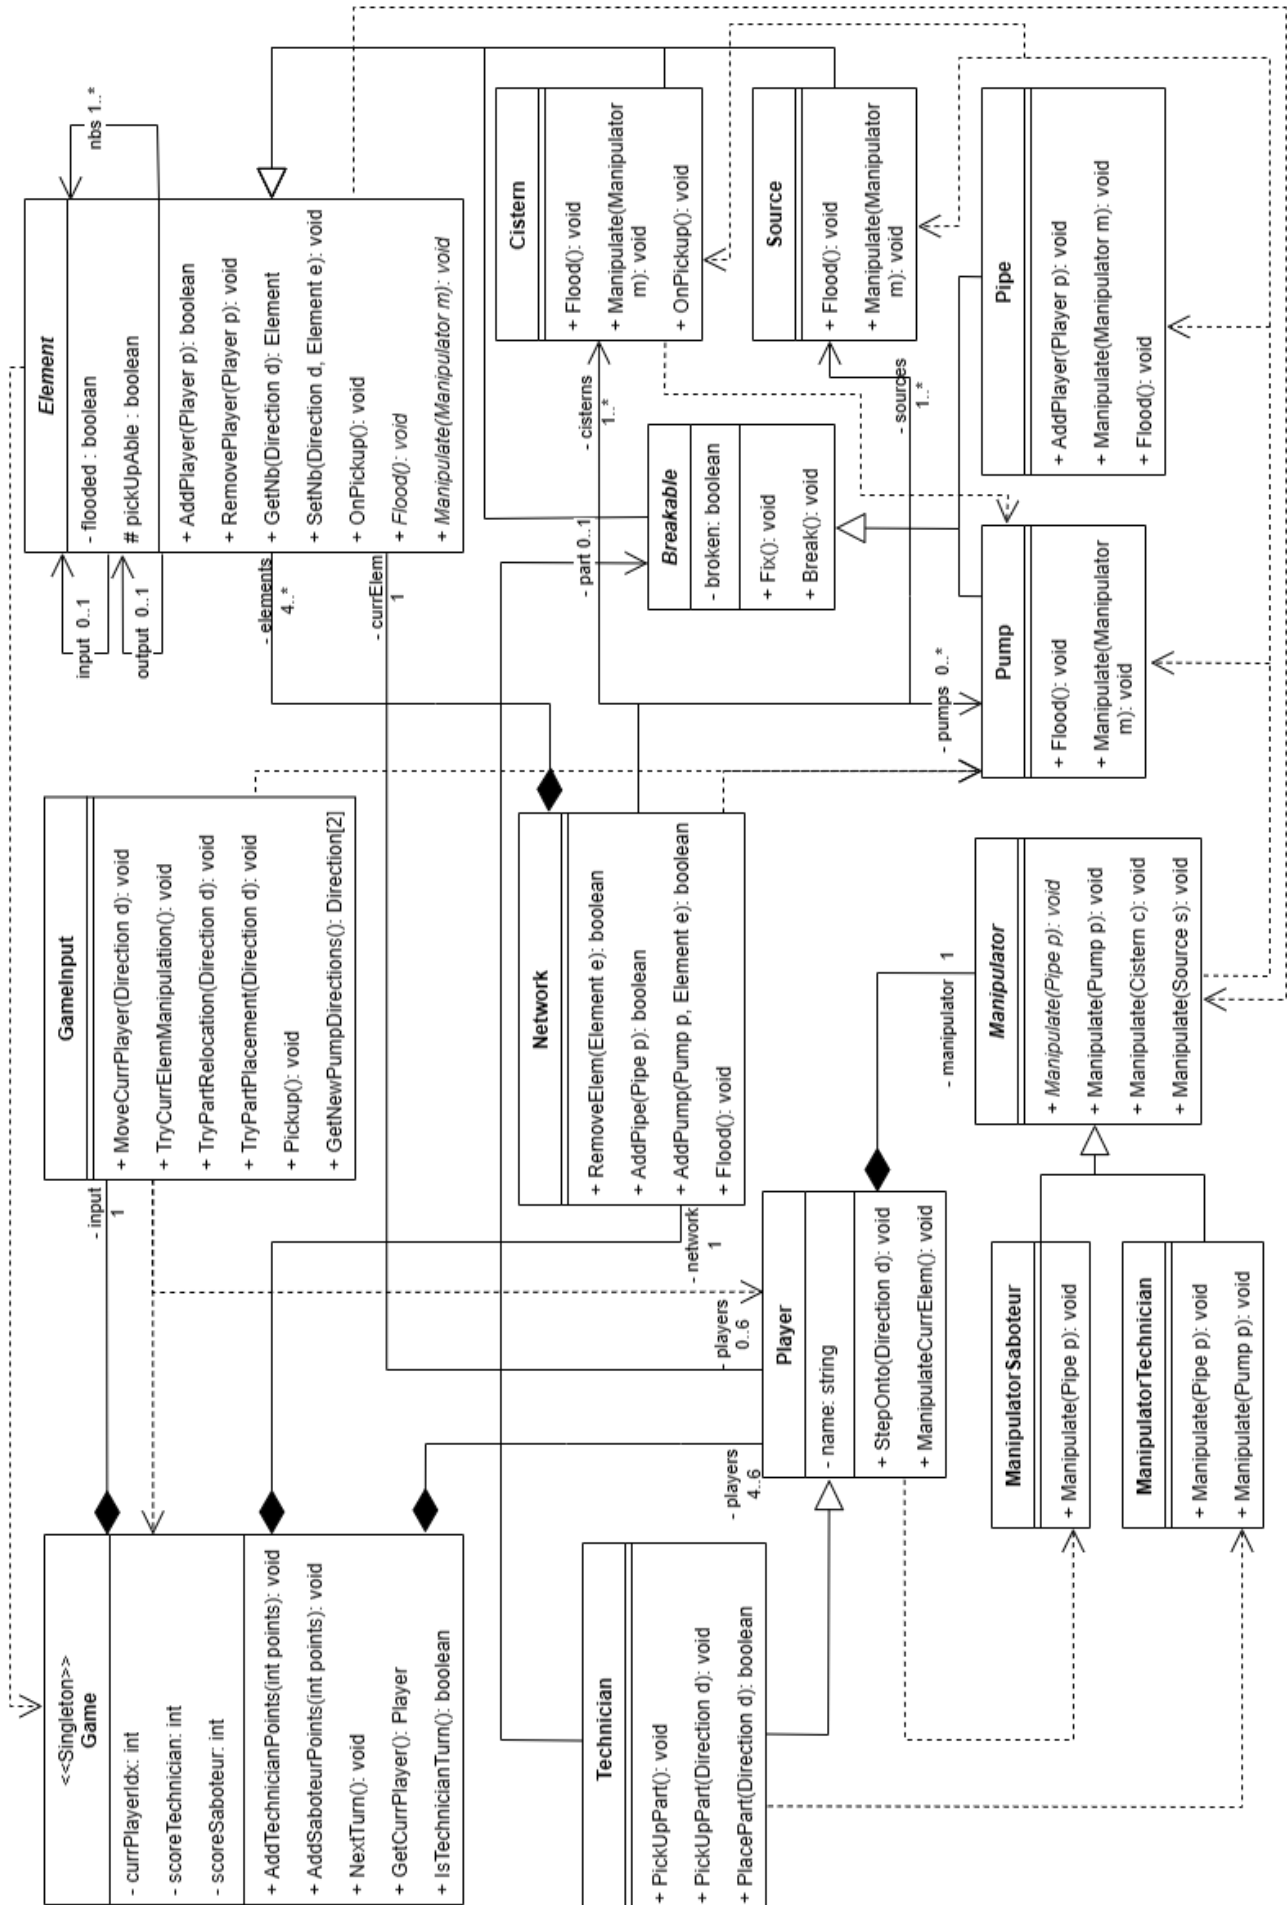 <<Singleton>>
Game
- currPlayerIdx: int
- scoreTechnician: int
- scoreSaboteur: int
+ AddTechnicianPoints(int points): void
+ AddSaboteurPoints(int points): void
+ NextTurn(): void
+ GetCurrPlayer(): Player
+ IsTechnicianTurn(): boolean
- input
1
GameInput
+ MoveCurrPlayer(Direction d): void
+ TryCurrElemManipulation(): void
+ TryPartRelocation(Direction d): void
+ TryPartPlacement(Direction d): void
+ Pickup(): void
+ GetNewPumpDirections(): Direction[2]
input 0..1
output 0..1
Element
- flooded : boolean
# pickUpAble : boolean
+ AddPlayer(Player p): boolean
+ RemovePlayer(Player p): void
+ GetNb(Direction d): Element
+ SetNb(Direction d, Element e): void
+ OnPickup(): void
+ Flood(): void
+ Manipulate(Manipulator m): void
nbs 1..*
- elements
4..*
- currElem
1
Technician
+ PickUpPart(): void
+ PickUpPart(Direction d): void
+ PlacePart(Direction d): boolean
- players
4..6
- players
0..6
Player
- name: string
+ StepOnto(Direction d): void
+ ManipulateCurrElem(): void
- network
1
Network
+ RemoveElem(Element e): boolean
+ AddPipe(Pipe p): boolean
+ AddPump(Pump p, Element e): boolean
+ Flood(): void
- part 0..1
Breakable
- broken: boolean
+ Fix(): void
+ Break(): void
- cisterns
1..*
Cistern
+ Flood(): void
+ Manipulate(Manipulator
m): void
+ OnPickup(): void
- sources
1..*
Source
+ Flood(): void
+ Manipulate(Manipulator
m): void
ManipulatorSaboteur
+ Manipulate(Pipe p): void
ManipulatorTechnician
+ Manipulate(Pipe p): void
+ Manipulate(Pump p): void
- manipulator 1
Manipulator
+ Manipulate(Pipe p): void
+ Manipulate(Pump p): void
+ Manipulate(Cistern c): void
+ Manipulate(Source s): void
- pumps 0..*
Pump
+ Flood(): void
+ Manipulate(Manipulator
m): void
Pipe
+ AddPlayer(Player p): void
+ Manipulate(Manipulator m): void
+ Flood(): void